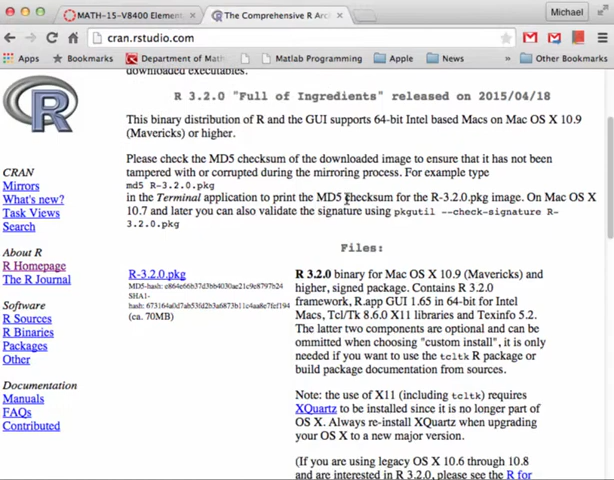 MATH-15-V8400 Element
The Comprehensive R Arc
Michael
cran.rstudio.com
Apps
Bookmarks
Department of Math
Matlab Programming
Apple
News
»
Other Bookmarks
downloaded executables.
R 3.2.0 "Full of Ingredients" released on 2015/04/18
This binary distribution of R and the GUI supports 64-bit Intel based Macs on Mac OS X 10.9
(Mavericks) or higher.
Please check the MD5 checksum of the downloaded image to ensure that it has not been
tampered with or corrupted during the mirroring process. For example type
md5 R-3.2.0.pkg
in the Terminal application to print the MD5 checksum for the R-3.2.0.pkg image. On Mac OS X
10.7 and later you can also validate the signature using pkgutil --check-signature R-
3.2.0.pkg
Files:
R
CRAN
Mirrors
What's new?
Task Views
Search
About R
R Homepage
The R Journal
Software
R Sources
R Binaries
Packages
Other
Documentation
Manuals
FAQs
Contributed
R-3.2.0.pkg
MD5-hash:
SHA1-
hash:
(ca. 70MB)
R 3.2.0 binary for Mac OS X 10.9 (Mavericks) and
higher, signed package. Contains R 3.2.0
framework, R.app GUI 1.65 in 64-bit for Intel
Macs, Tcl/Tk 8.6.0 X11 libraries and Texinfo 5.2.
The latter two components are optional and can be
ommitted when choosing "custom install", it is only
needed if you want to use the tcltk R package or
build package documentation from sources.
Note: the use of X11 (including tcltk) requires
XQuartz to be installed since it is no longer part of
OS X. Always re-install XQuartz when upgrading
your OS X to a new major version.
(If you are using legacy OS X 10.6 through 10.8
and are interested in R 3.2.0, please see the R for